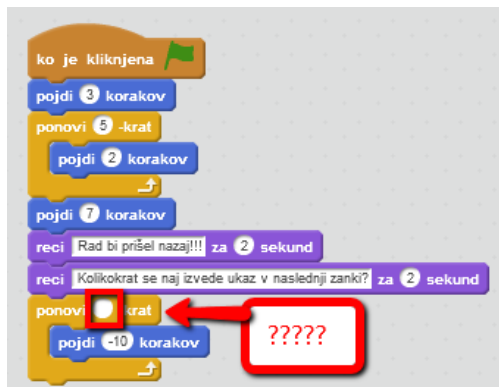 ko je kliknjena
pojdi 3 korakov
ponovi 5 -krat
pojdi 2 korakov
pojdi 7 korakov
reci Rad bi prišel nazaj!!! za 2 sekund
reci Kolikokrat se naj izvede ukaz v naslednji zanki? za 2 sekund
ponovi -krat
?????
pojdi -10 korakov